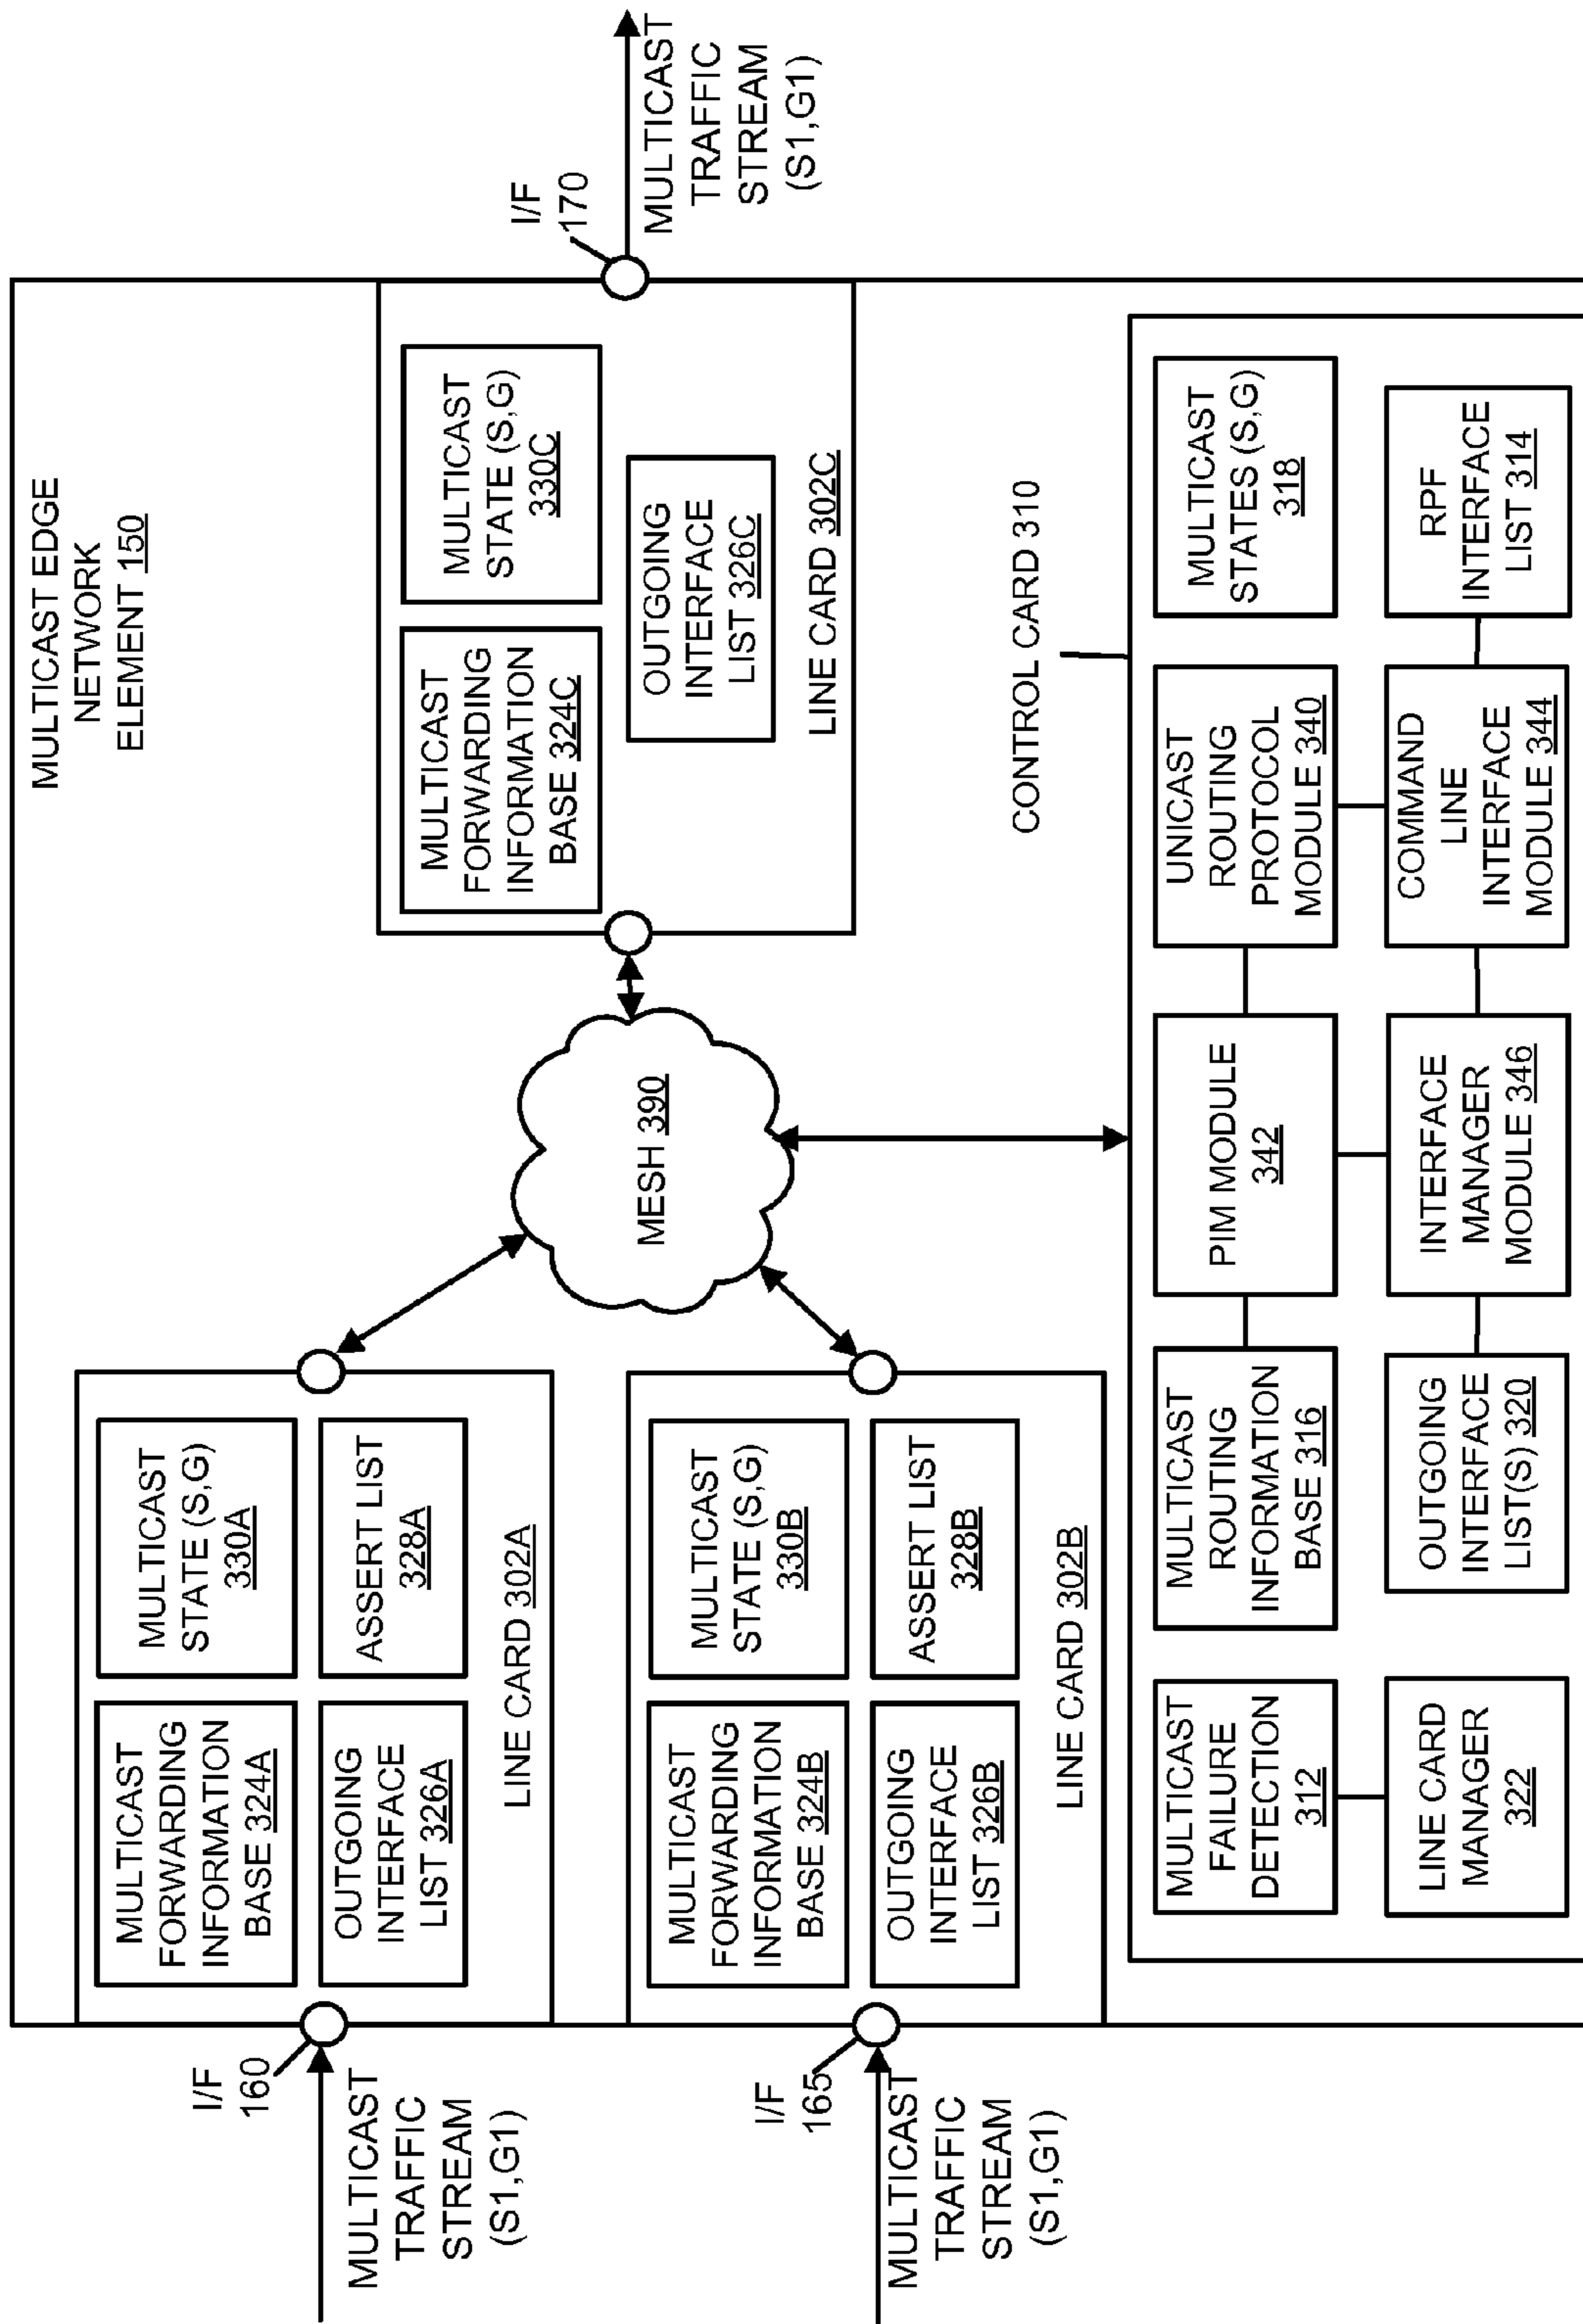 MULTICAST EDGE
NETWORK
ELEMENT 150
I/F
160
MULTICAST
TRAFFIC
STREAM
(S1,G1)
MULTICAST
FORWARDING
INFORMATION
BASE 324A
MULTICAST
STATE (S,G)
330A
OUTGOING
INTERFACE
LIST 326A
ASSERT LIST
328A
LINE CARD 302A
I/F
165
MULTICAST
TRAFFIC
STREAM
(S1,G1)
MULTICAST
FORWARDING
INFORMATION
BASE 324B
MULTICAST
STATE (S,G)
330B
OUTGOING
INTERFACE
LIST 326B
ASSERT LIST
328B
LINE CARD 302B
MESH 390
MULTICAST
FORWARDING
INFORMATION
BASE 324C
MULTICAST
STATE (S,G)
330C
OUTGOING
INTERFACE
LIST 326C
LINE CARD 302C
I/F
170
MULTICAST
TRAFFIC
STREAM
(S1,G1)
CONTROL CARD 310
MULTICAST
FAILURE
DETECTION
312
MULTICAST
ROUTING
INFORMATION
BASE 316
PIM MODULE
342
UNICAST
ROUTING
PROTOCOL
MODULE 340
MULTICAST
STATES (S,G)
318
LINE CARD
MANAGER
322
OUTGOING
INTERFACE
LIST(S) 320
INTERFACE
MANAGER
MODULE 346
COMMAND
LINE
INTERFACE
MODULE 344
RPF
INTERFACE
LIST 314